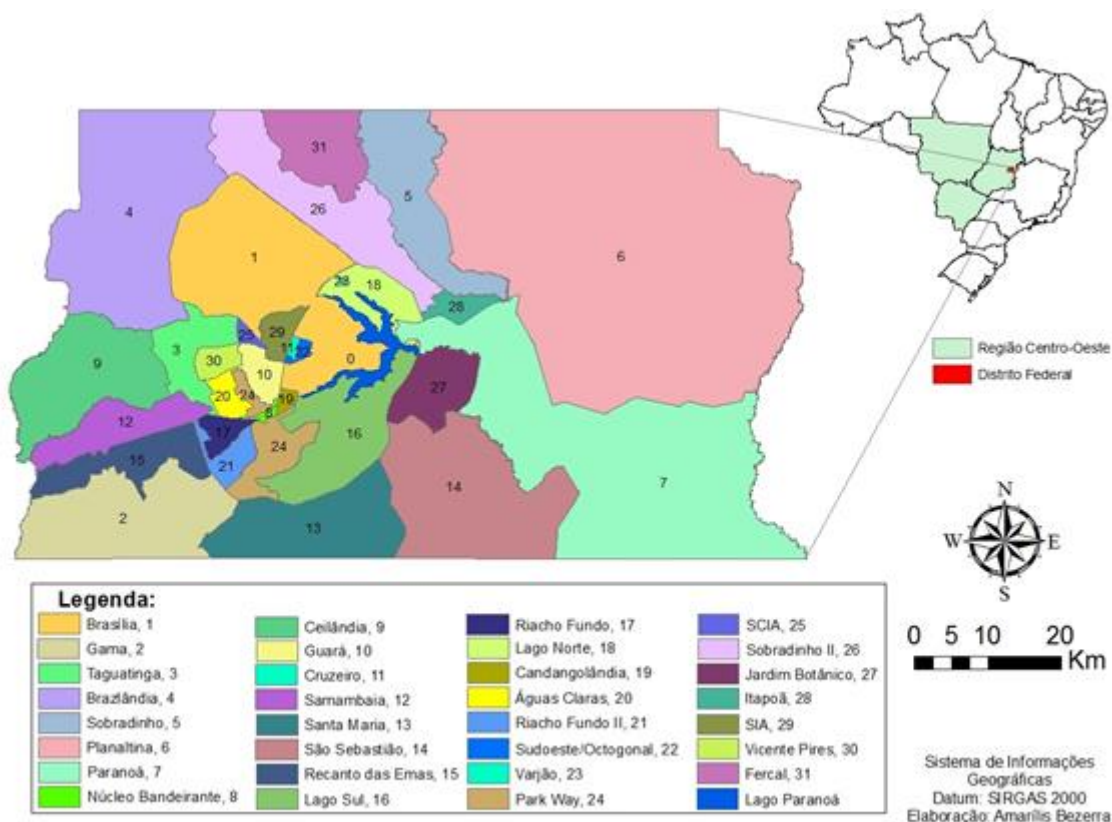 31
4
5
26
1
6
28
18
28
29
25
11
22
3
30
0
9
10
27
20
24
19
8
12
17
16
24
15
21
14
7
2
13
Região Centro-Oeste
Distrito Federal
N
W
E
S
0 5 10 20
Km
Legenda:
Brasília, 1
Gama, 2
Taguatinga, 3
Brazlândia, 4
Sobradinho, 5
Planaltina, 6
Paranoá, 7
Núcleo Bandeirante, 8
Ceilândia, 9
Guará, 10
Cruzeiro, 11
Samambaia, 12
Santa Maria, 13
São Sebastião, 14
Recanto das Emas, 15
Lago Sul, 16
Riacho Fundo, 17
Lago Norte, 18
Candangolândia, 19
Águas Claras, 20
Riacho Fundo II, 21
Sudoeste/Octogonal, 22
Varjão, 23
Park Way, 24
SCIA, 25
Sobradinho II, 26
Jardim Botânico, 27
Itapoã, 28
SIA, 29
Vicente Pires, 30
Fercal, 31
Lago Paranoá
Sistema de Informações
Geográficas
Datum: SIRGAS 2000
Elaboração: Amarílis Bezerra